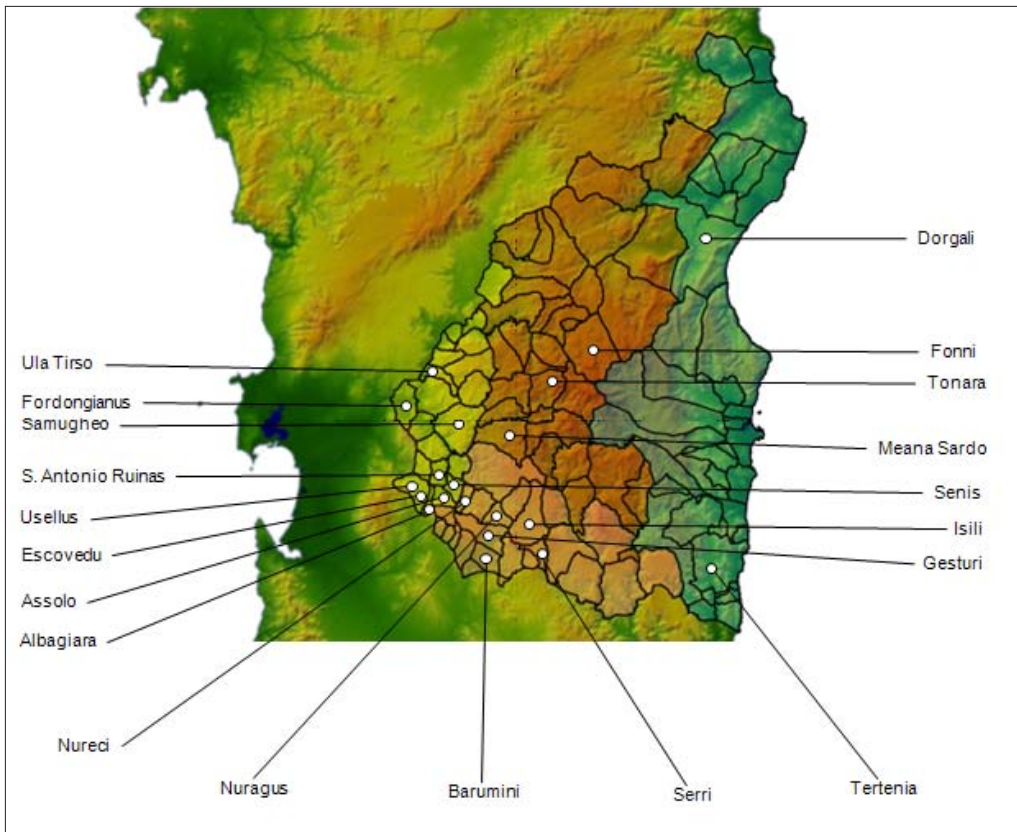 Dorgali
Ula Tirso
Fonni
Tonara
Fordongianus
Samugheo
Meana Sardo
S. Antonio Ruinas
Senis
Usellus
Isili
Escovedu
Gesturi
Assolo
Albagiara
Nureci
Nuragus
Barumini
Serri
Tertenia